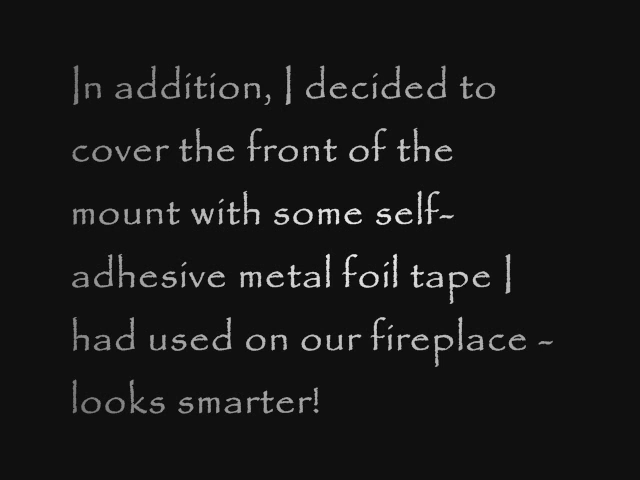 In addition, I decided to
cover the front of the
mount with some self-
adhesive metal foil tape I
had used on our fireplace -
looks smarter!